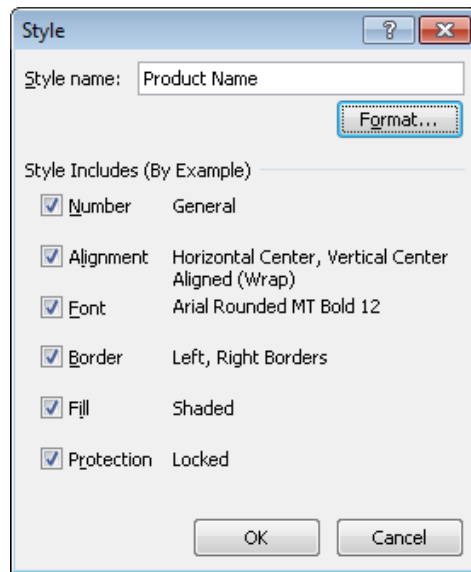 Style
Style name: Product Name
Format...
Style Includes (By Example)
Number General
Alignment Horizontal Center, Vertical Center
Aligned (Wrap)
Font Arial Rounded MT Bold 12
Border Left, Right Borders
Fill Shaded
Protection Locked
OK Cancel